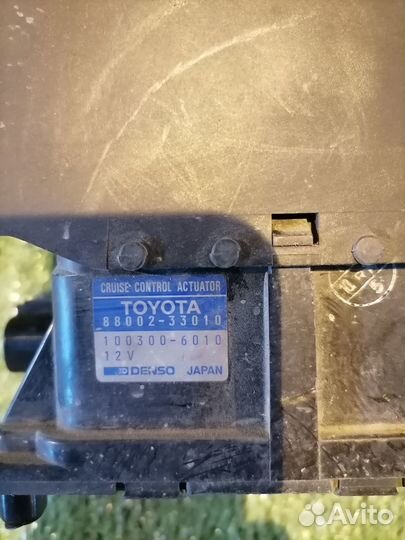 CRUISE CONTROL ACTUATOR
TOYOTA
88002-33010
100300-6010
12V
DENSO JAPAN
Avito